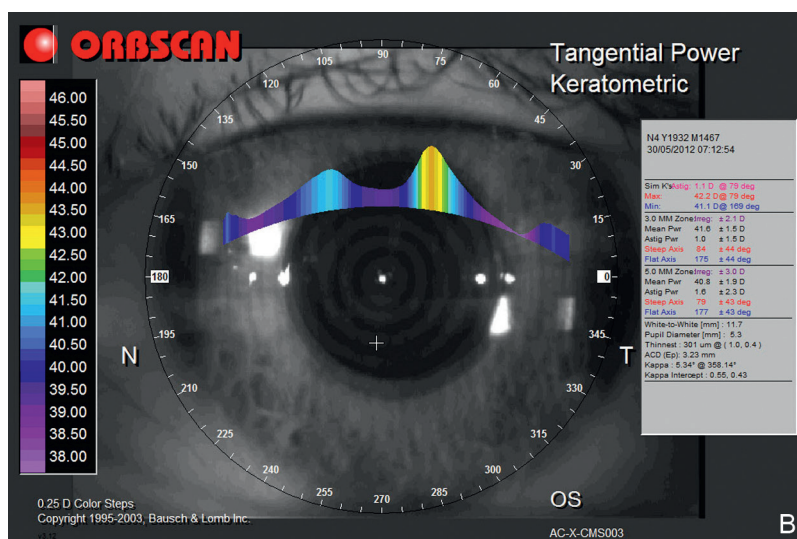 ORBSCAN
Tangential Power
Keratometric
46.00
45.50
45.00
44.50
44.00
43.50
43.00
42.50
42.00
41.50
41.00
40.50
40.00
39.50
39.00
38.50
38.00
105
90
75
120
60
135
45
150
30
165
15
180
0
195
345
210
330
225
315
240
300
255
270
285
N
T
N4 Y1932 M1467
30/05/2012 07:12:54
Sim K's:Astig: 1.1 D @ 79 deg
Max: 42.2 D @ 79 deg
Min: 41.1 D @ 169 deg
3.0 MM Zone:Irreg: ± 2.1 D
Mean Pwr 41.6 ± 1.5 D
Astig Pwr 1.0 ± 1.5 D
Steep Axis 84 ± 44 deg
Flat Axis 175 ± 44 deg
5.0 MM Zone:Irreg: ± 3.0 D
Mean Pwr 40.8 ± 1.9 D
Astig Pwr 1.6 ± 2.3 D
Steep Axis 79 ± 43 deg
Flat Axis 177 ± 43 deg
White-to-White [mm] : 11.7
Pupil Diameter [mm] : 5.3
Thinnest : 301 um @ ( 1.0, 0.4 )
ACD (Ep): 3.23 mm
Kappa : 5.34° @ 358.14°
Kappa Intercept : 0.55, 0.43
0.25 D Color Steps
Copyright 1995-2003, Bausch & Lomb Inc.
OS
AC-X-CMS003
B